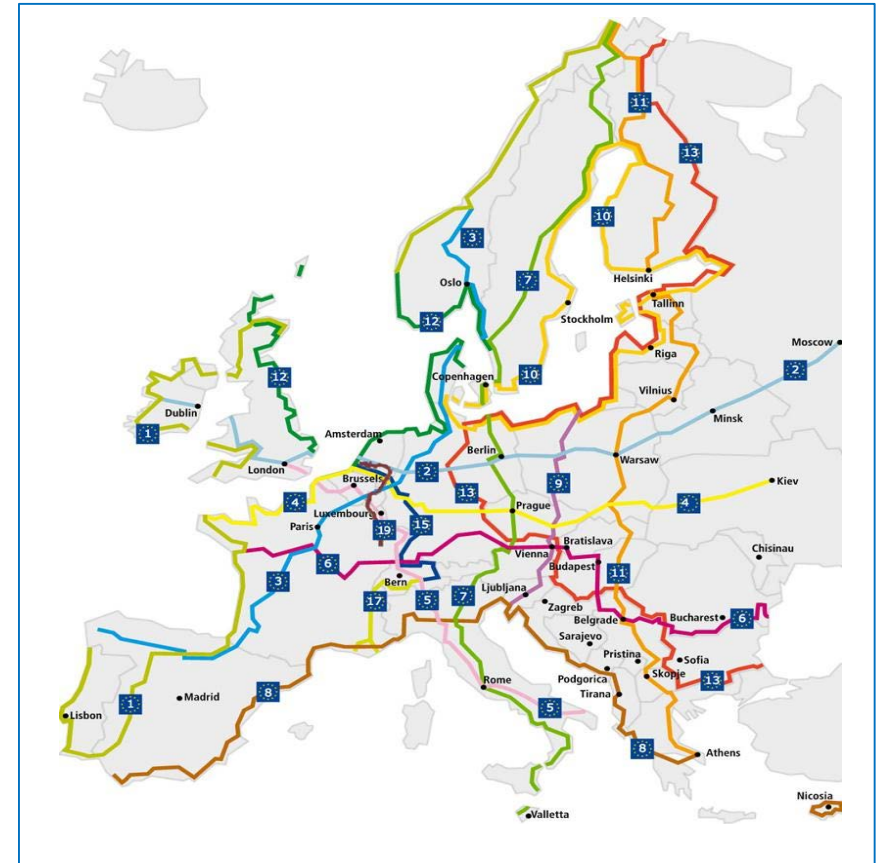 11
13
3
10
7
Oslo
Helsinki
Tallinn
12
Stockholm
Moscow
Riga
2
12
10
Copenhagen
Vilnius
Dublin
Minsk
1
Amsterdam
London
Berlin
Warsaw
2
Brussels
9
Kiev
13
4
4
Luxembourg
Prague
Paris
15
19
Bratislava
Vienna
Chisinau
6
Budapest
3
Bern
11
Ljubljana
17
5
7
Zagreb
Bucharest
6
Belgrade
Sarajevo
Pristina
Sofia
Rome
Podgorica
Skopje
13
8
Madrid
Tirana
1
5
Lisbon
8
Athens
Nicosia
Valletta